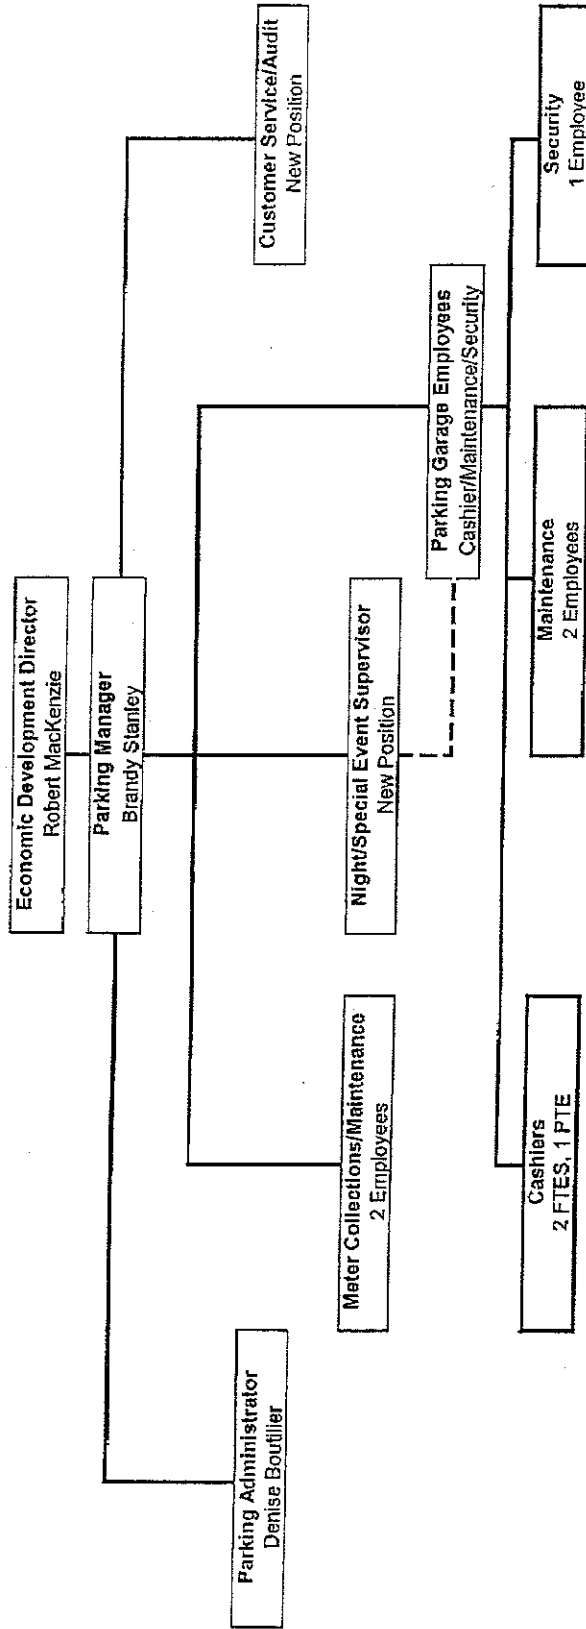 Economic Development Director
Robert MacKenzie
Parking Manager
Brandy Stanley
Parking Administrator
Denise Boutilier
Customer Service/Audit
New Position
Meter Collections/Maintenance
2 Employees
Night/Special Event Supervisor
New Position
Parking Garage Employees
Cashier/Maintenance/Security
Cashiers
2 FTES, 1 PTE
Maintenance
2 Employees
Security
1 Employee